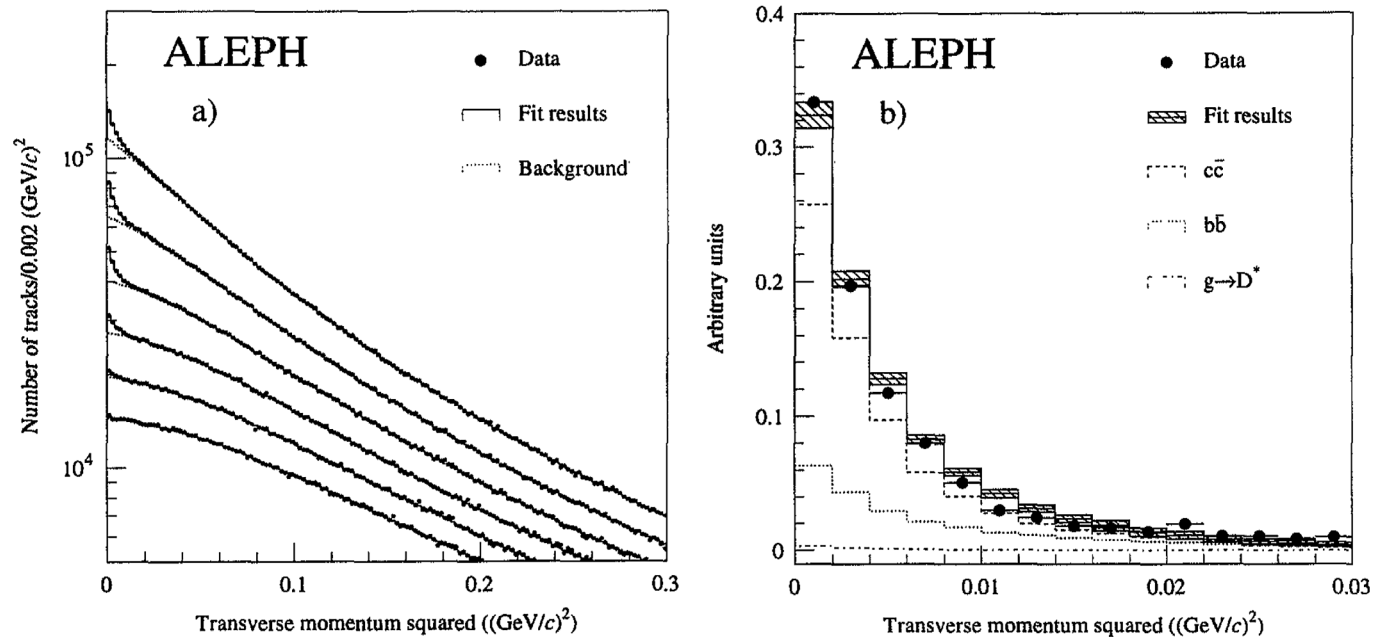 ALEPH
a)
Data
Fit results
Background
10^5
10^4
Number of tracks/0.002 (GeV/c)^2
0
0.1
0.2
0.3
Transverse momentum squared ((GeV/c)^2)
ALEPH
b)
Data
Fit results
cc̄
bb̄
g→D*
0.4
0.3
0.2
0.1
0
Arbitrary units
0
0.01
0.02
0.03
Transverse momentum squared ((GeV/c)^2)